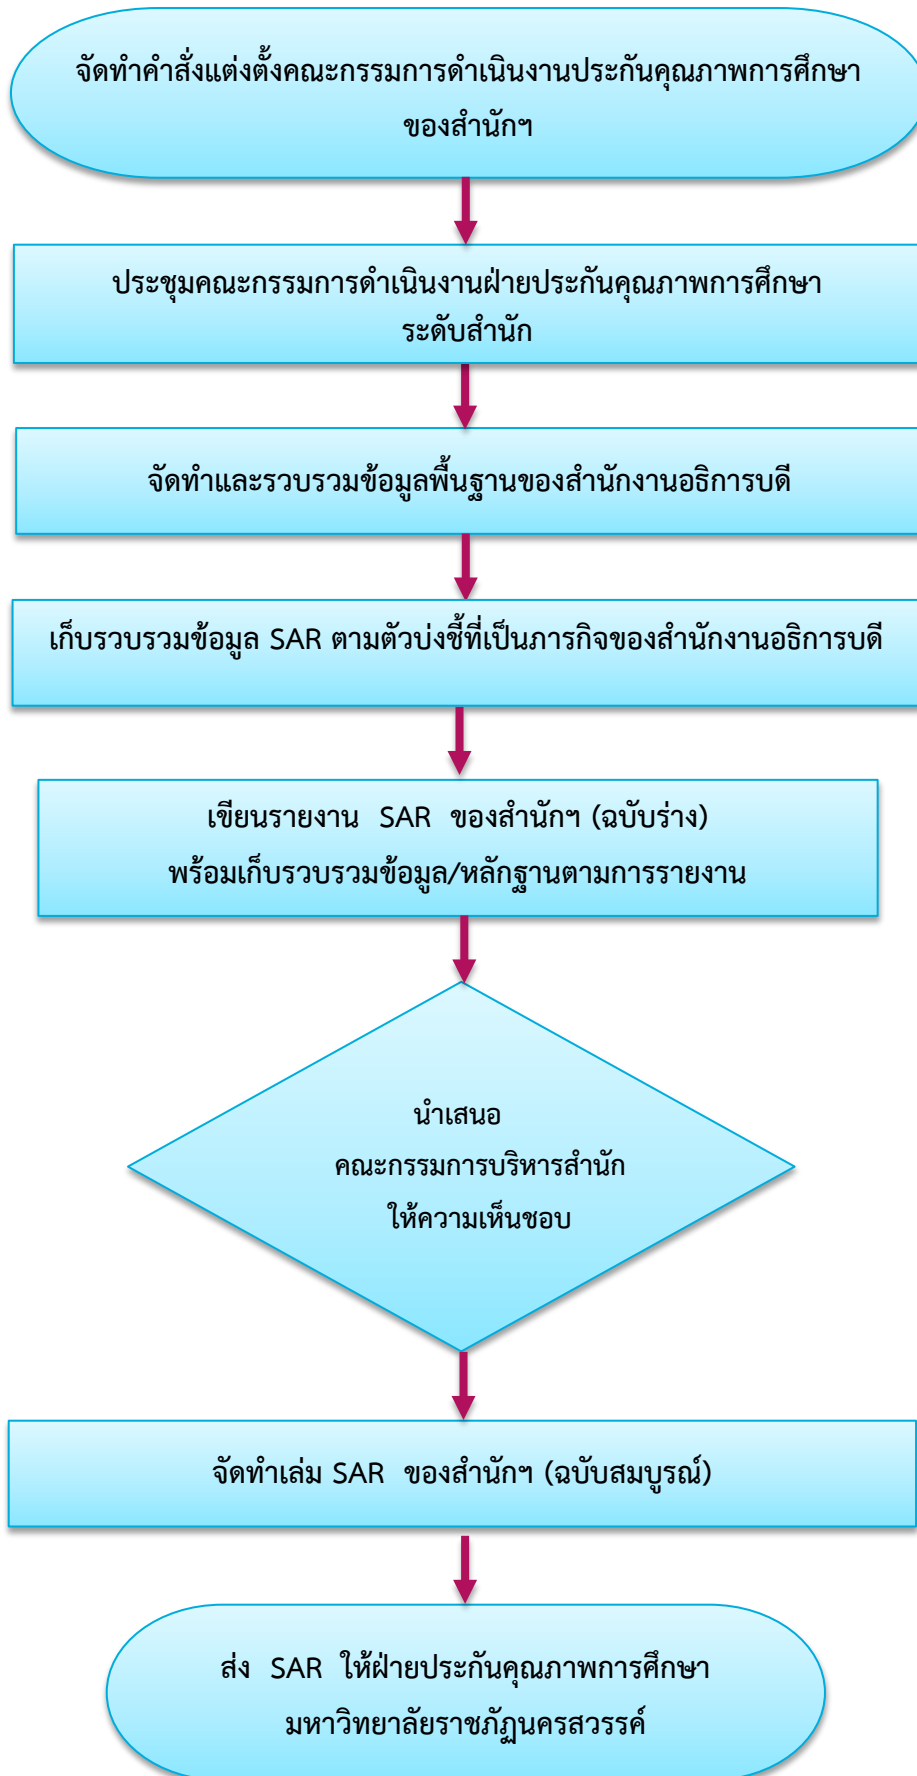 จัดทำคำสั่งแต่งตั้งคณะกรรมการดำเนินงานประกันคุณภาพการศึกษา
ของสำนักฯ
ประชุมคณะกรรมการดำเนินงานฝ่ายประกันคุณภาพการศึกษา
ระดับสำนัก
จัดทำและรวบรวมข้อมูลพื้นฐานของสำนักงานอธิการบดี
เก็บรวบรวมข้อมูล SAR ตามตัวบ่งชี้ที่เป็นภารกิจของสำนักงานอธิการบดี
เขียนรายงาน SAR ของสำนักฯ (ฉบับร่าง)
พร้อมเก็บรวบรวมข้อมูล/หลักฐานตามการรายงาน
นำเสนอ
คณะกรรมการบริหารสำนัก
ให้ความเห็นชอบ
จัดทำเล่ม SAR ของสำนักฯ (ฉบับสมบูรณ์)
ส่ง SAR ให้ฝ่ายประกันคุณภาพการศึกษา
มหาวิทยาลัยราชภัฏนครสวรรค์